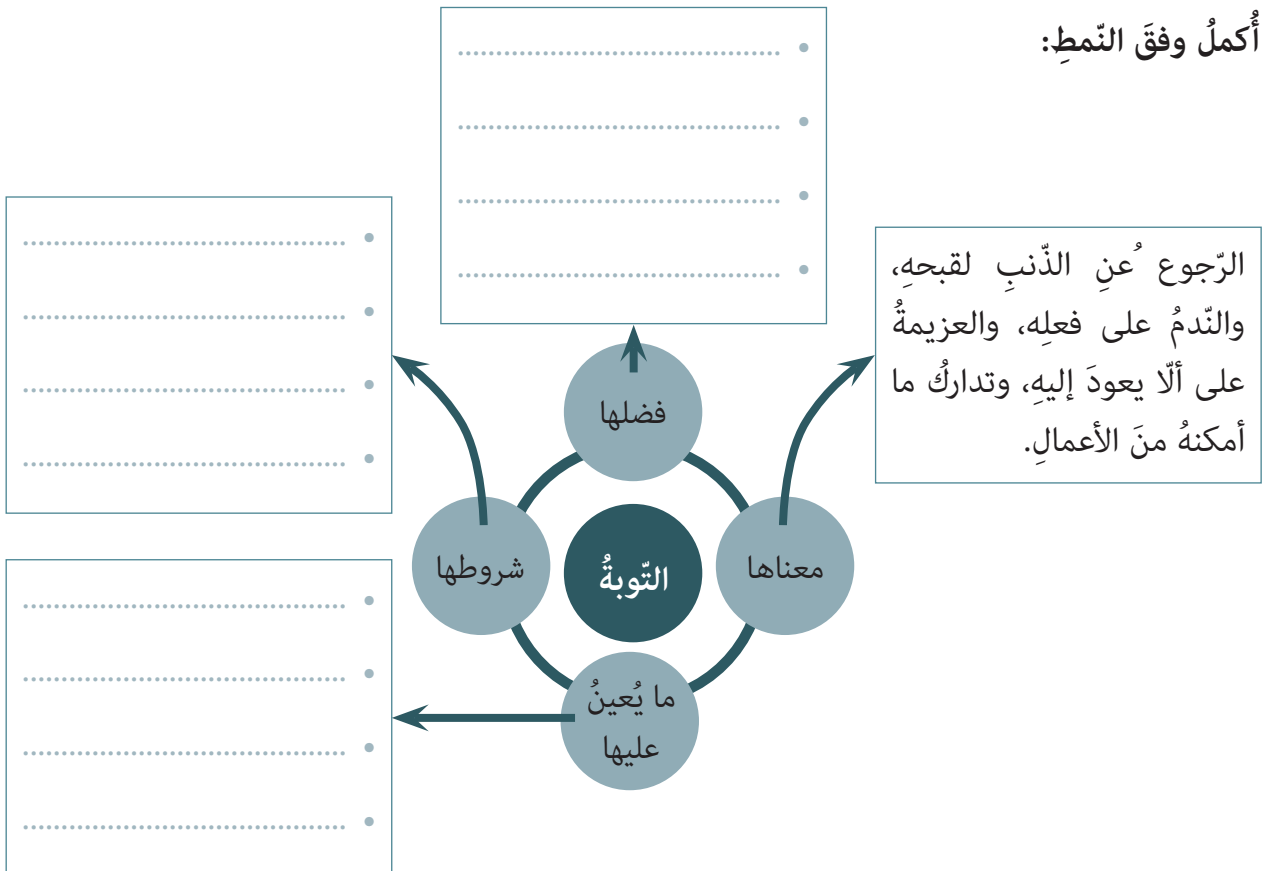 أُكملُ وفقَ النّمطِ:
الرّجوع ُعنِ الذّنبِ لقبحهِ،
والنّدمُ على فعلِه، والعزيمةُ
على ألّا يعودَ إليهِ، وتداركُ ما
أمكنهُ منَ الأعمالِ.
فضلها
معناها
التّوبةُ
شروطها
ما يُعينُ
عليها